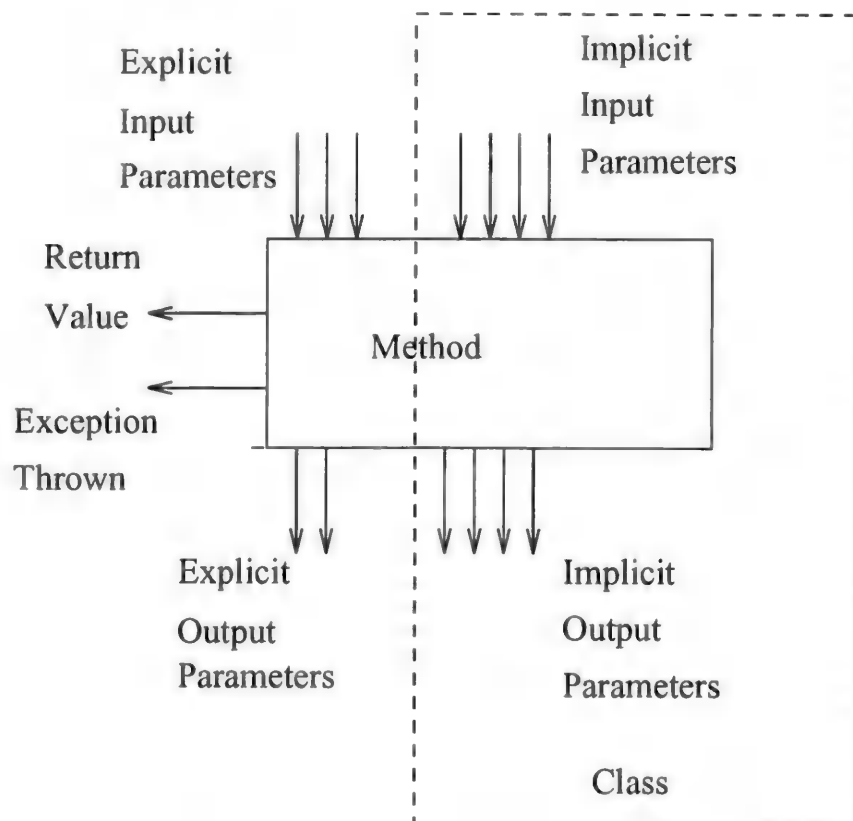 Explicit
Input
Parameters
Implicit
Input
Parameters
Return
Value
Method
Exception
Thrown
Explicit
Output
Parameters
Implicit
Output
Parameters
Class